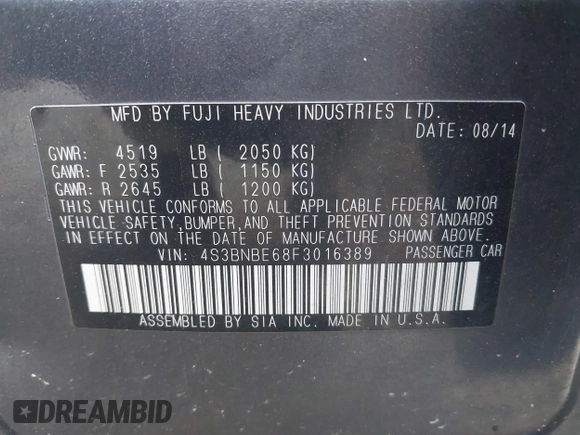 MFD BY FUJI HEAVY INDUSTRIES LTD.
DATE: 08/14
GVWR: 4519 LB ( 2050 KG)
GAWR: F 2535 LB ( 1150 KG)
GAWR: R 2645 LB ( 1200 KG)
THIS VEHICLE CONFORMS TO ALL APPLICABLE FEDERAL MOTOR
VEHICLE SAFETY,BUMPER,AND THEFT PREVENTION STANDARDS
IN EFFECT ON THE DATE OF MANUFACTURE SHOWN ABOVE.
VIN: 4S3BNBE68F3016389 PASSENGER CAR
ASSEMBLED BY SIA INC. MADE IN U.S.A.
DREAMBID